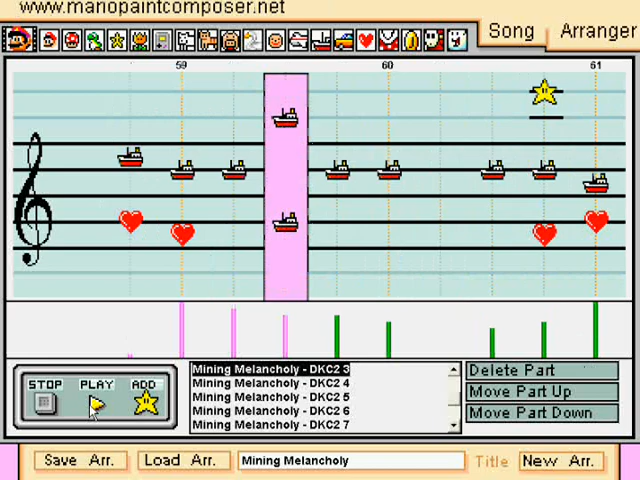 www.mariopaintcomposer.net
Song Arranger
59 60 61
STOP PLAY ADD
Mining Melancholy - DKC2 3
Mining Melancholy - DKC2 4
Mining Melancholy - DKC2 5
Mining Melancholy - DKC2 6
Mining Melancholy - DKC2 7
Delete Part
Move Part Up
Move Part Down
Save Arr. Load Arr. Mining Melancholy Title New Arr.